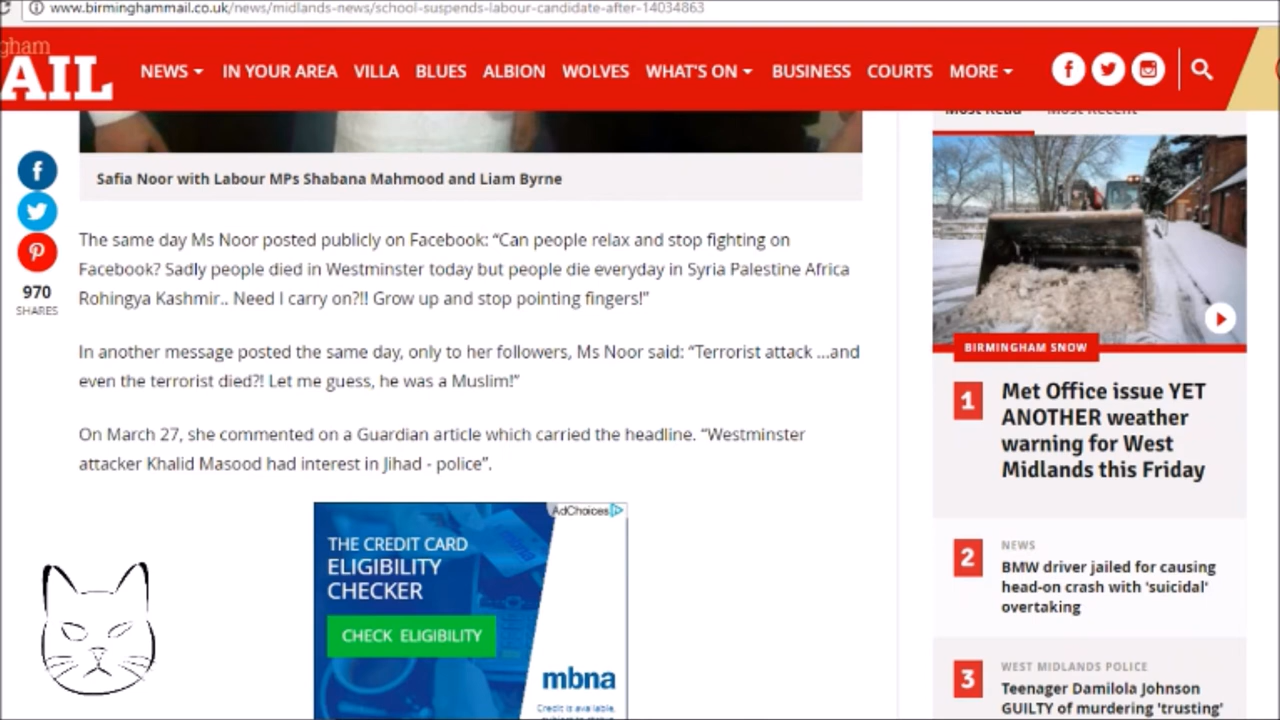 www.birminghammail.co.uk/news/midlands-news/school-suspends-labour-candidate-after-14034863
gham
AIL
NEWS IN YOUR AREA VILLA BLUES ALBION WOLVES WHAT'S ON BUSINESS COURTS MORE
Most Read Most Recent
Safia Noor with Labour MPs Shabana Mahmood and Liam Byrne
The same day Ms Noor posted publicly on Facebook: “Can people relax and stop fighting on
Facebook? Sadly people died in Westminster today but people die everyday in Syria Palestine Africa
Rohingya Kashmir.. Need I carry on?!! Grow up and stop pointing fingers!”
970
SHARES
In another message posted the same day, only to her followers, Ms Noor said: “Terrorist attack ...and
even the terrorist died?! Let me guess, he was a Muslim!”
On March 27, she commented on a Guardian article which carried the headline. “Westminster
attacker Khalid Masood had interest in Jihad - police”.
AdChoices
THE CREDIT CARD
ELIGIBILITY
CHECKER
CHECK ELIGIBILITY
mbna
Credit is available,
BIRMINGHAM SNOW
1
Met Office issue YET
ANOTHER weather
warning for West
Midlands this Friday
2
NEWS
BMW driver jailed for causing
head-on crash with 'suicidal'
overtaking
3
WEST MIDLANDS POLICE
Teenager Damilola Johnson
GUILTY of murdering 'trusting'